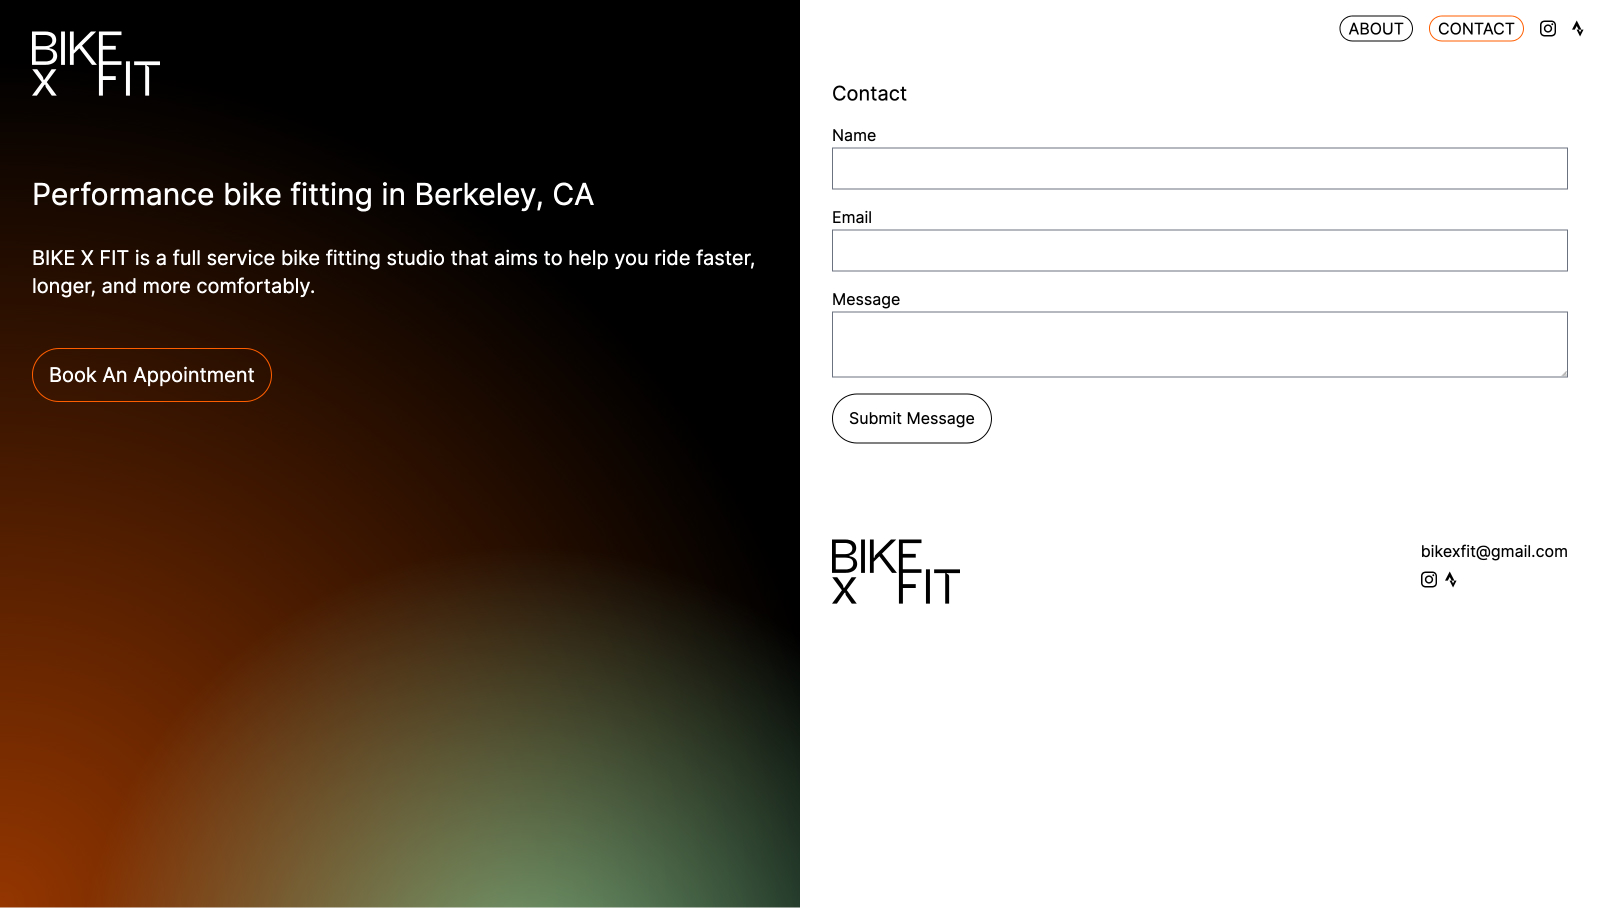 BIKE
X FIT
Performance bike fitting in Berkeley, CA
BIKE X FIT is a full service bike fitting studio that aims to help you ride faster,
longer, and more comfortably.
Book An Appointment
ABOUT CONTACT
Contact
Name
Email
Message
Submit Message
BIKE
X FIT
bikexfit@gmail.com